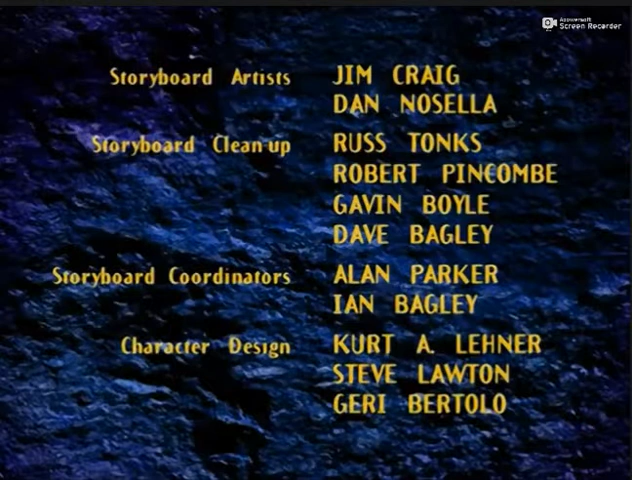 Apowersoft
Screen Recorder
Storyboard Artists JIM CRAIG
DAN NOSELLA
Storyboard Clean up RUSS TONKS
ROBERT PINCOMBE
GAVIN BOYLE
DAVE BAGLEY
Storyboard Coordinators ALAN PARKER
IAN BAGLEY
Character Design KURT A. LEHNER
STEVE LAWTON
GERI BERTOLO